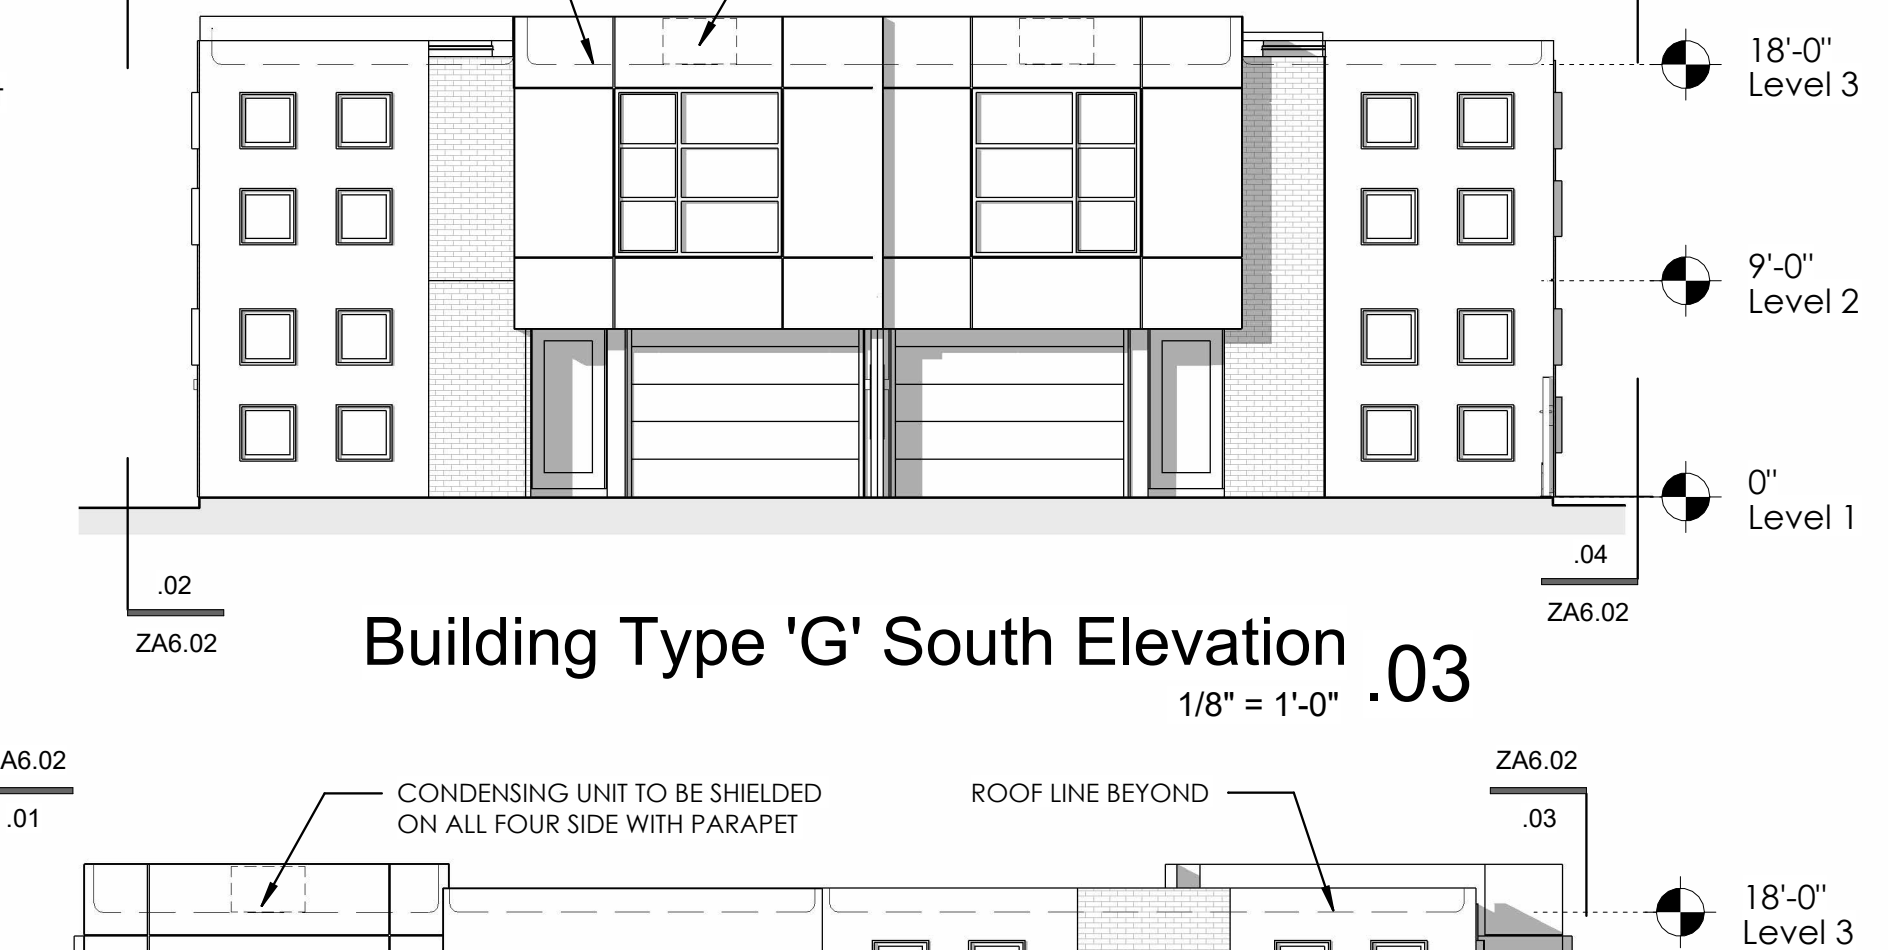 18'-0"
Level 3
9'-0"
Level 2
0"
Level 1
.02
ZA6.02
.04
ZA6.02
Building Type 'G' South Elevation .03
1/8" = 1'-0"
A6.02
.01
CONDENSING UNIT TO BE SHIELDED
ON ALL FOUR SIDE WITH PARAPET
ROOF LINE BEYOND
ZA6.02
.03
18'-0"
Level 3